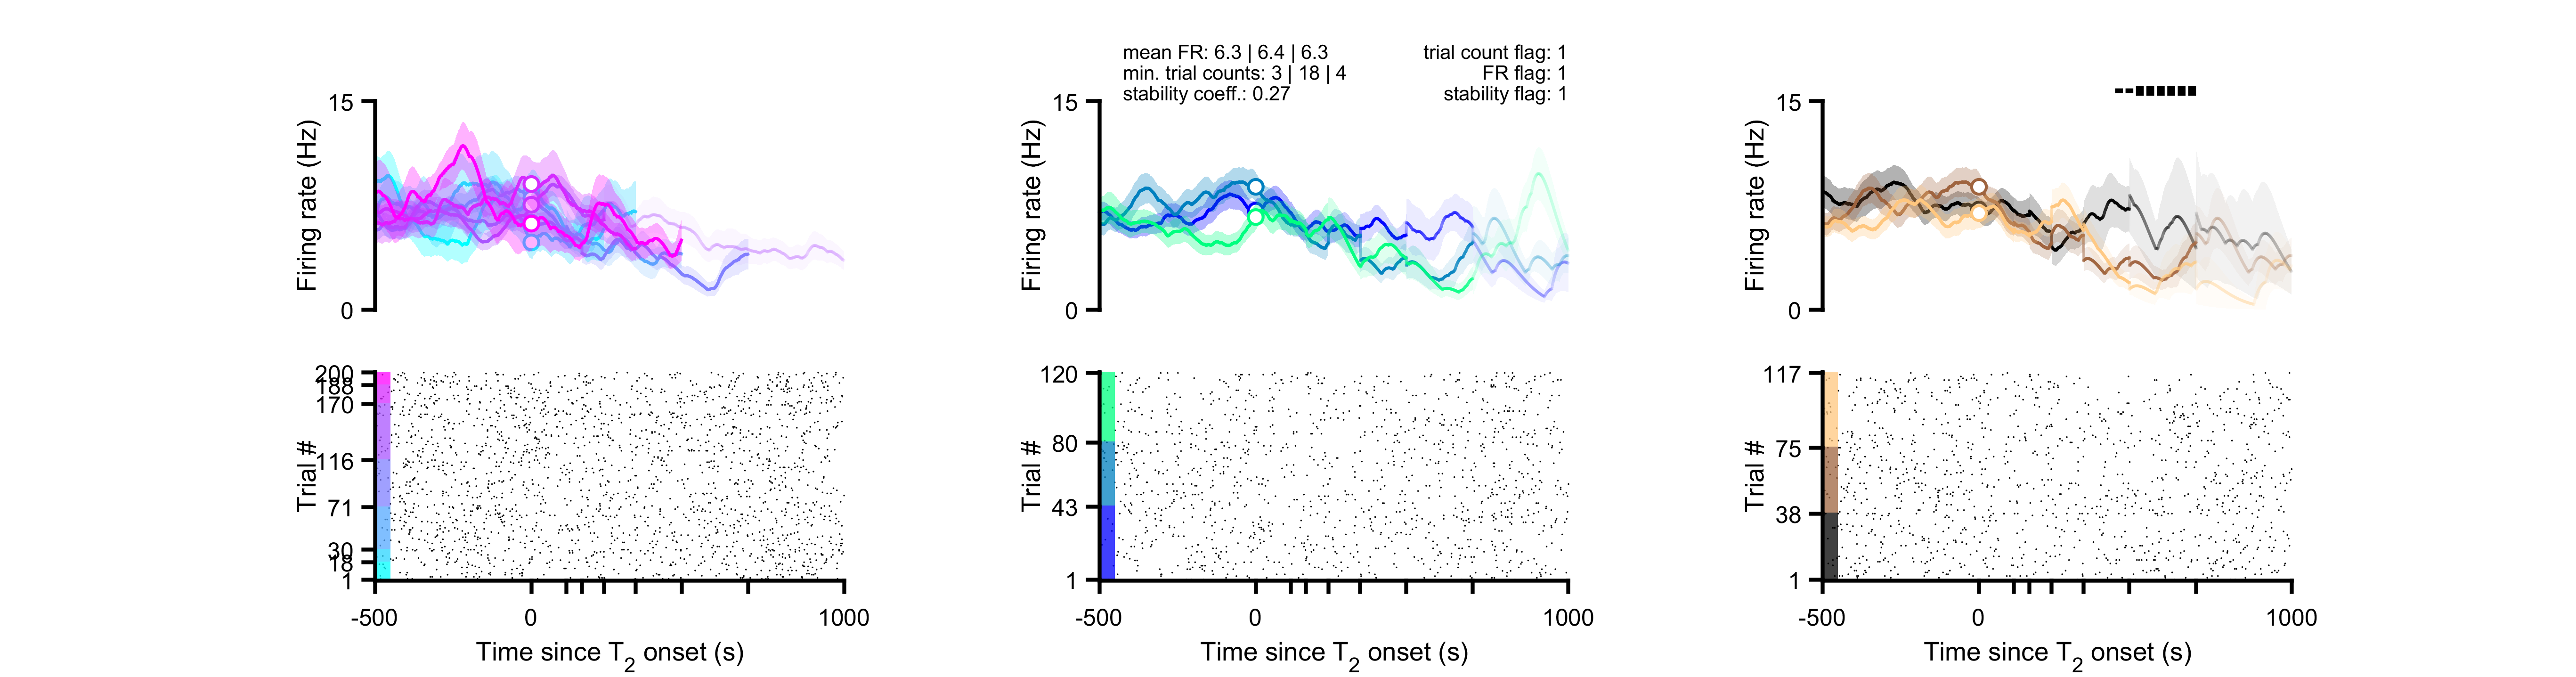 mean FR: 6.3 | 6.4 | 6.3
min. trial counts: 3 | 18 | 4
stability coeff.: 0.27
trial count flag: 1
FR flag: 1
stability flag: 1
15
Firing rate (Hz)
0
15
Firing rate (Hz)
0
15
Firing rate (Hz)
0
200
188
170
116
71
30
18
1
Trial #
-500
0
1000
Time since T2 onset (s)
120
80
43
1
Trial #
-500
0
1000
Time since T2 onset (s)
117
75
38
1
Trial #
-500
0
1000
Time since T2 onset (s)